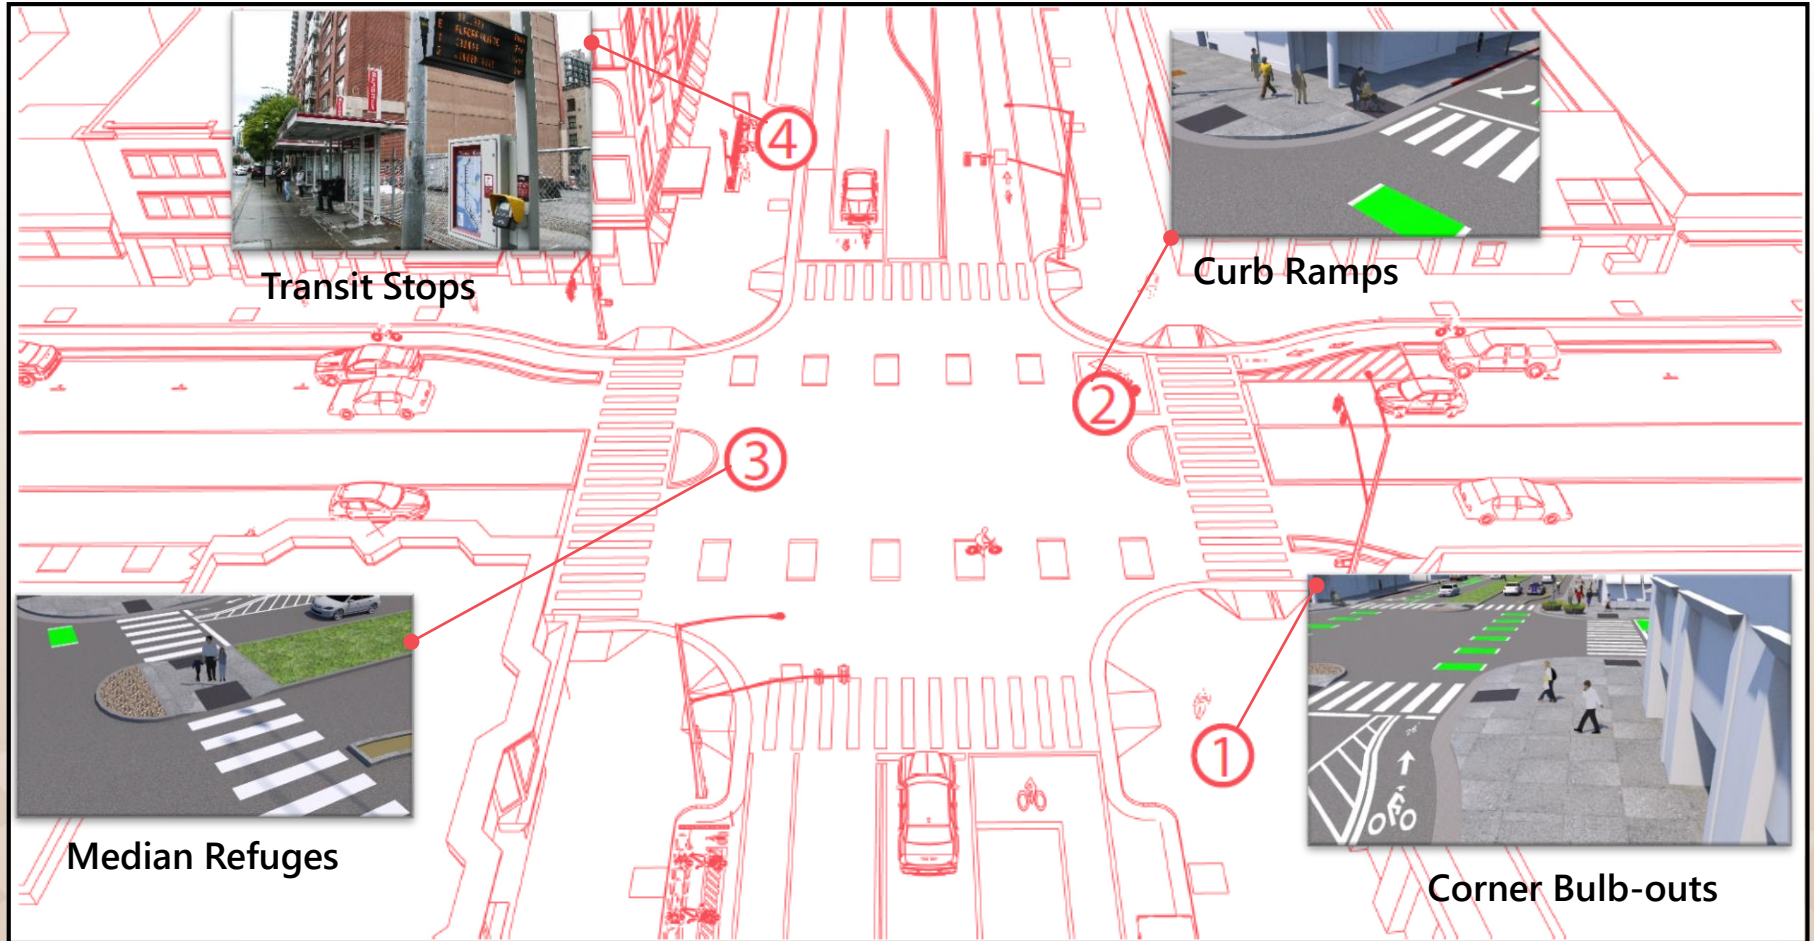 Transit Stops
4
Curb Ramps
2
3
Median Refuges
1
Corner Bulb-outs